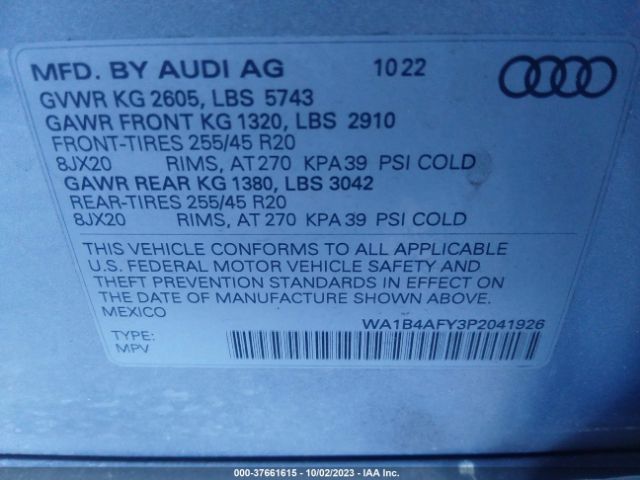 MFD. BY AUDI AG 10 22
GVWR KG 2605, LBS 5743
GAWR FRONT KG 1320, LBS 2910
FRONT-TIRES 255/45 R20
8JX20 RIMS, AT 270 KPA 39 PSI COLD
GAWR REAR KG 1380, LBS 3042
REAR-TIRES 255/45 R20
8JX20 RIMS, AT 270 KPA 39 PSI COLD
THIS VEHICLE CONFORMS TO ALL APPLICABLE
U.S. FEDERAL MOTOR VEHICLE SAFETY AND
THEFT PREVENTION STANDARDS IN EFFECT ON
THE DATE OF MANUFACTURE SHOWN ABOVE.
MEXICO
WA1B4AFY3P2041926
TYPE:
MPV
000-37661615 - 10/02/2023 - IAA Inc.